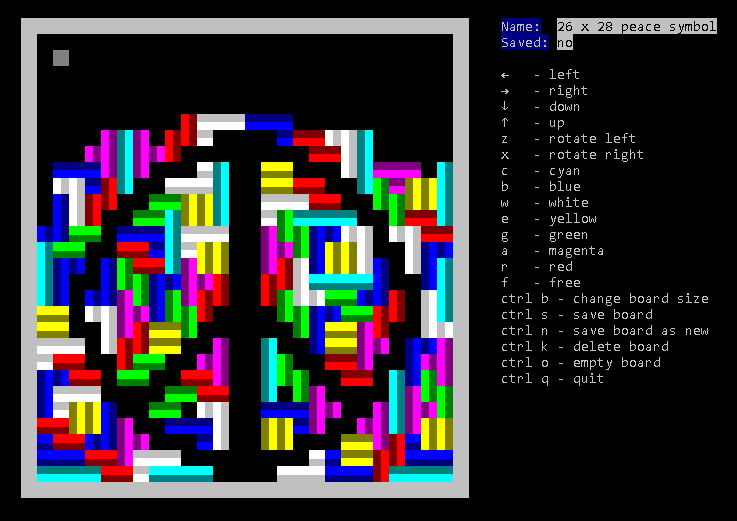 Name: 26 x 28 peace symbol
Saved: no
← - left
→ - right
↓ - down
↑ - up
z - rotate left
x - rotate right
c - cyan
b - blue
w - white
e - yellow
g - green
a - magenta
r - red
f - free
ctrl b - change board size
ctrl s - save board
ctrl n - save board as new
ctrl k - delete board
ctrl o - empty board
ctrl q - quit